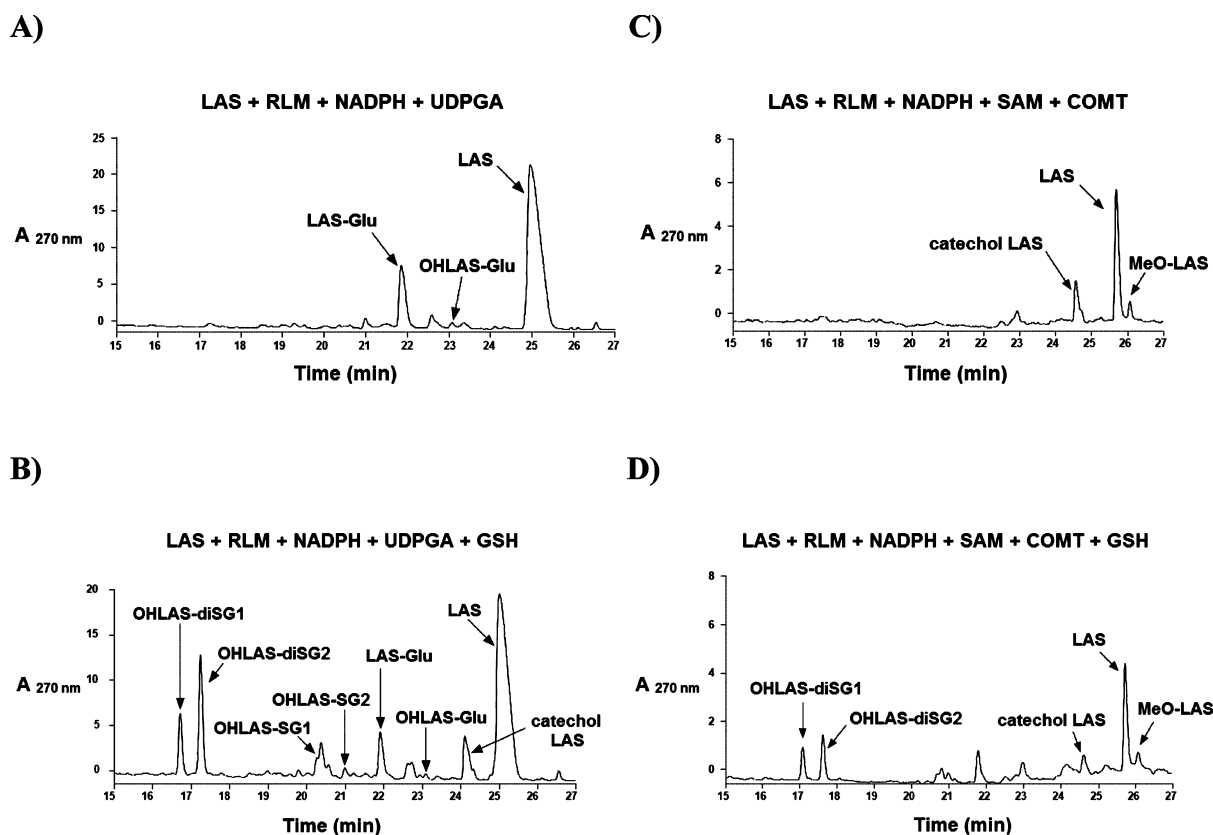 A)
LAS + RLM + NADPH + UDPGA
25
20
15
10
5
0
A 270 nm
LAS
LAS-Glu
OHLAS-Glu
15 16 17 18 19 20 21 22 23 24 25 26 27
Time (min)
C)
LAS + RLM + NADPH + SAM + COMT
8
6
4
2
0
A 270 nm
LAS
catechol LAS
MeO-LAS
15 16 17 18 19 20 21 22 23 24 25 26 27
Time (min)
B)
LAS + RLM + NADPH + UDPGA + GSH
20
15
10
5
0
A 270 nm
OHLAS-diSG1
OHLAS-diSG2
OHLAS-SG1
OHLAS-SG2
LAS-Glu
OHLAS-Glu
LAS
catechol
LAS
15 16 17 18 19 20 21 22 23 24 25 26 27
Time (min)
D)
LAS + RLM + NADPH + SAM + COMT + GSH
8
6
4
2
0
A 270 nm
OHLAS-diSG1
OHLAS-diSG2
catechol LAS
LAS
MeO-LAS
15 16 17 18 19 20 21 22 23 24 25 26 27
Time (min)